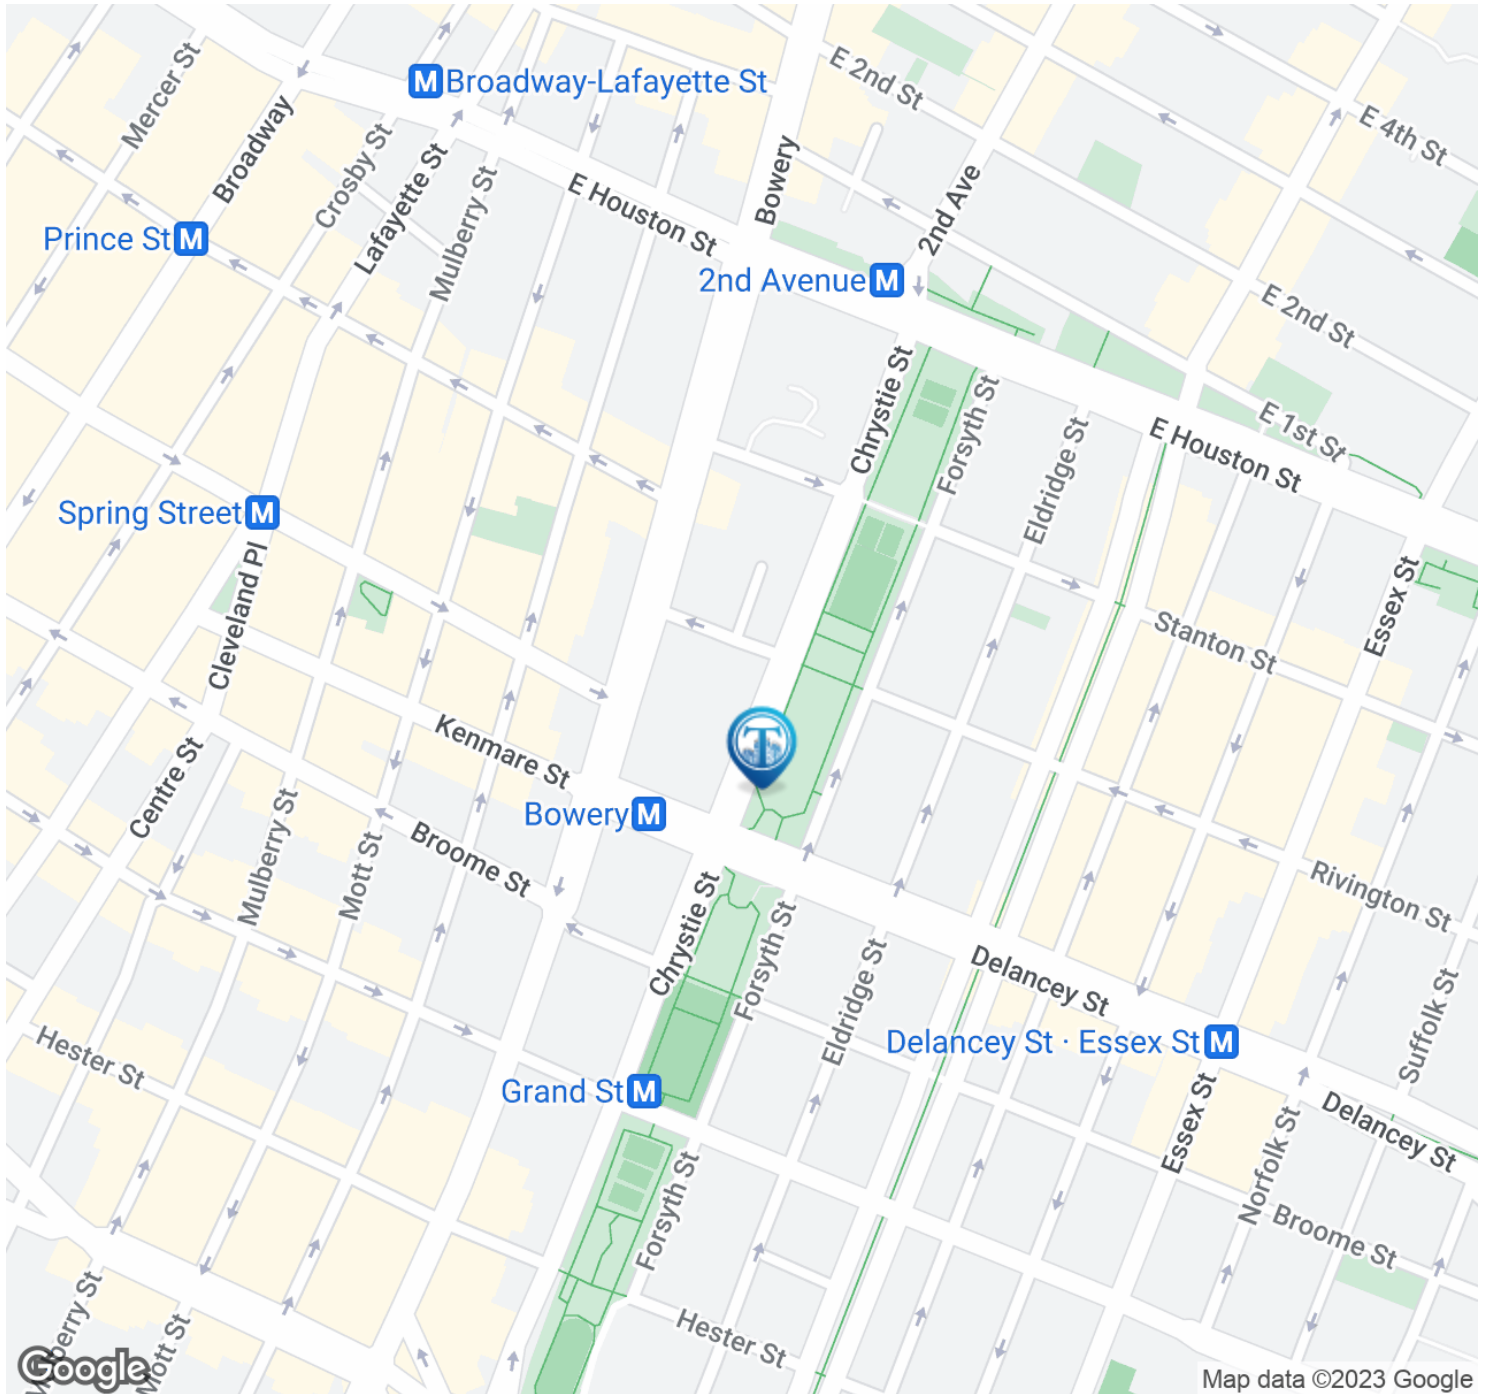 Mercer St
Broadway
Broadway-Lafayette St
M
E 2nd St
E 4th St
Crosby St
Lafayette St
Mulberry St
E Houston St
Bowery
2nd Ave
Prince St
M
2nd Avenue
M
E 2nd St
Chrystie St
Forsyth St
Eldridge St
E 1st St
E Houston St
Spring Street
M
Cleveland Pl
Essex St
Stanton St
T
Kenmare St
Centre St
Bowery
M
Mulberry St
Mott St
Broome St
Rivington St
Chrystie St
Forsyth St
Eldridge St
Delancey St
Suffolk St
Hester St
Delancey St · Essex St
M
Grand St
M
Essex St
Norfolk St
Delancey St
Forsyth St
Broome St
Mulberry St
Mott St
Hester St
Google
Map data ©2023 Google